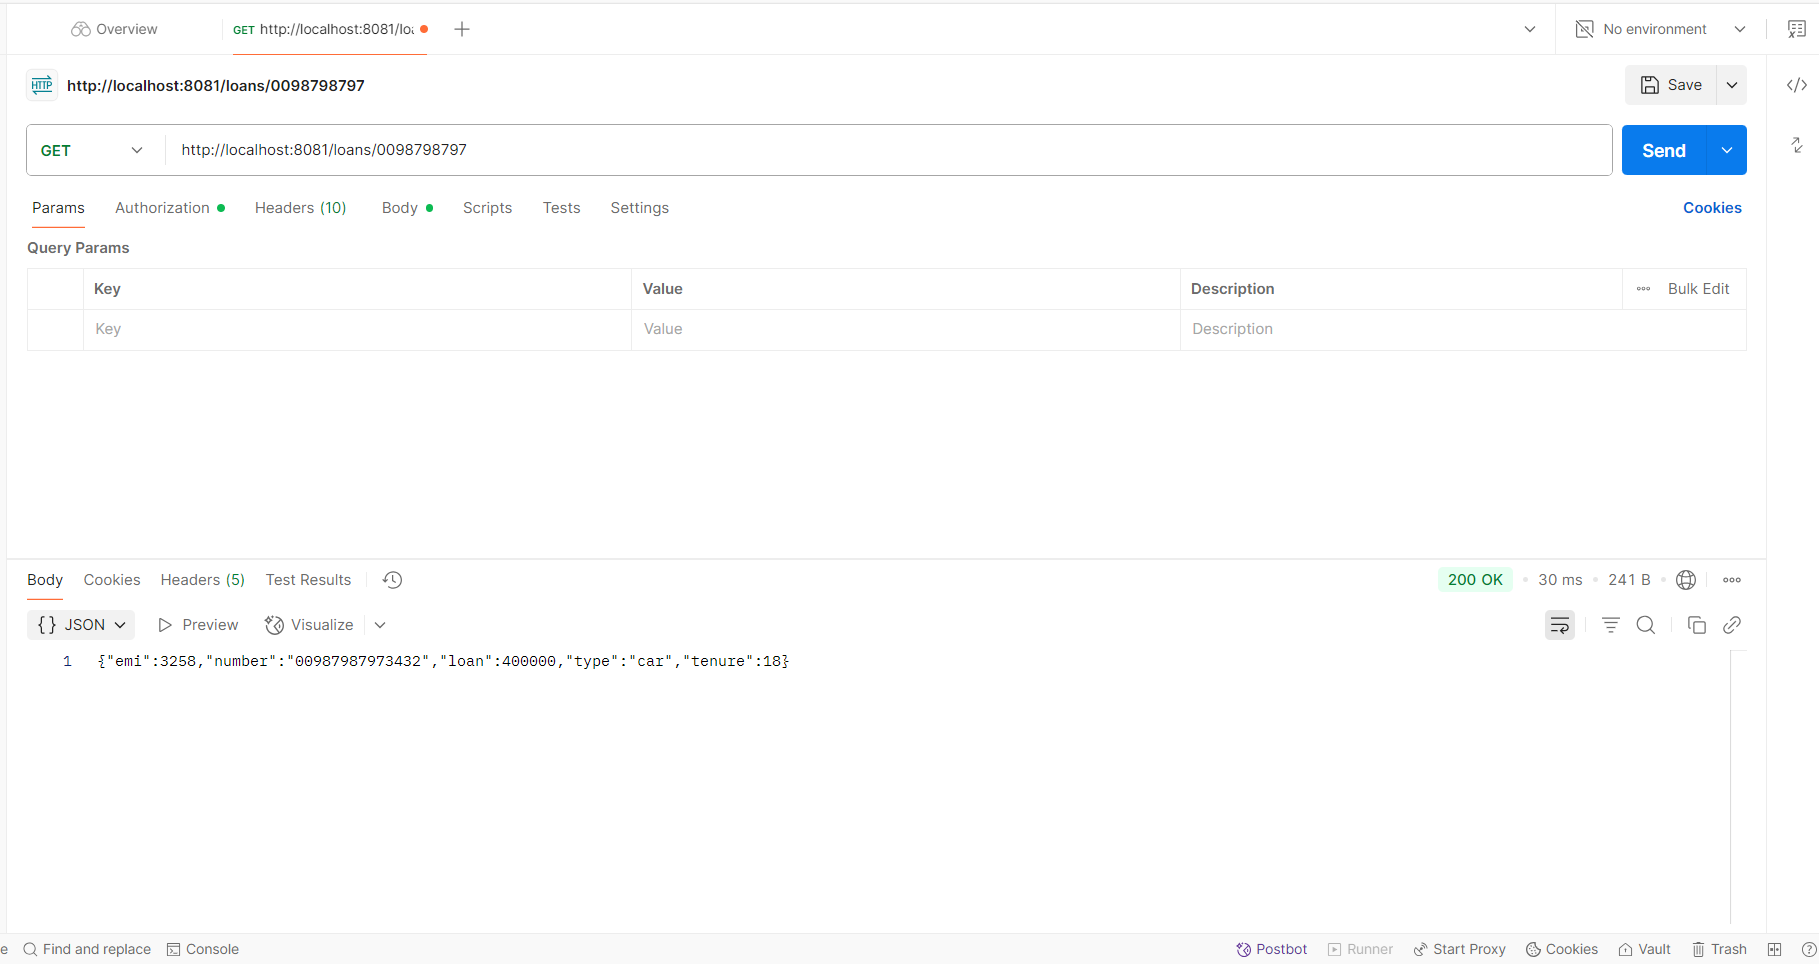 Overview
GET http://localhost:8081/loa
No environment
HTTP http://localhost:8081/loans/0098798797
Save
GET http://localhost:8081/loans/0098798797
Send
Params Authorization Headers (10) Body Scripts Tests Settings Cookies
Query Params
Key Value Description Bulk Edit
Key Value Description
Body Cookies Headers (5) Test Results 200 OK 30 ms 241 B
{} JSON Preview Visualize
1 {"emi":3258,"number":"00987987973432","loan":400000,"type":"car","tenure":18}
e Find and replace Console Postbot Runner Start Proxy Cookies Vault Trash